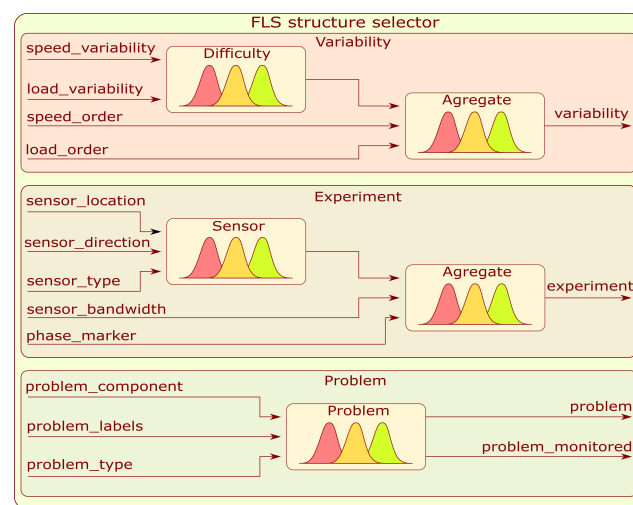 FLS structure selector
Variability
speed_variability
Difficulty
load_variability
speed_order
Agregate
variability
load_order
Experiment
sensor_location
Sensor
sensor_direction
sensor_type
Agregate
experiment
sensor_bandwidth
phase_marker
Problem
problem_component
Problem
problem
problem_labels
problem_monitored
problem_type